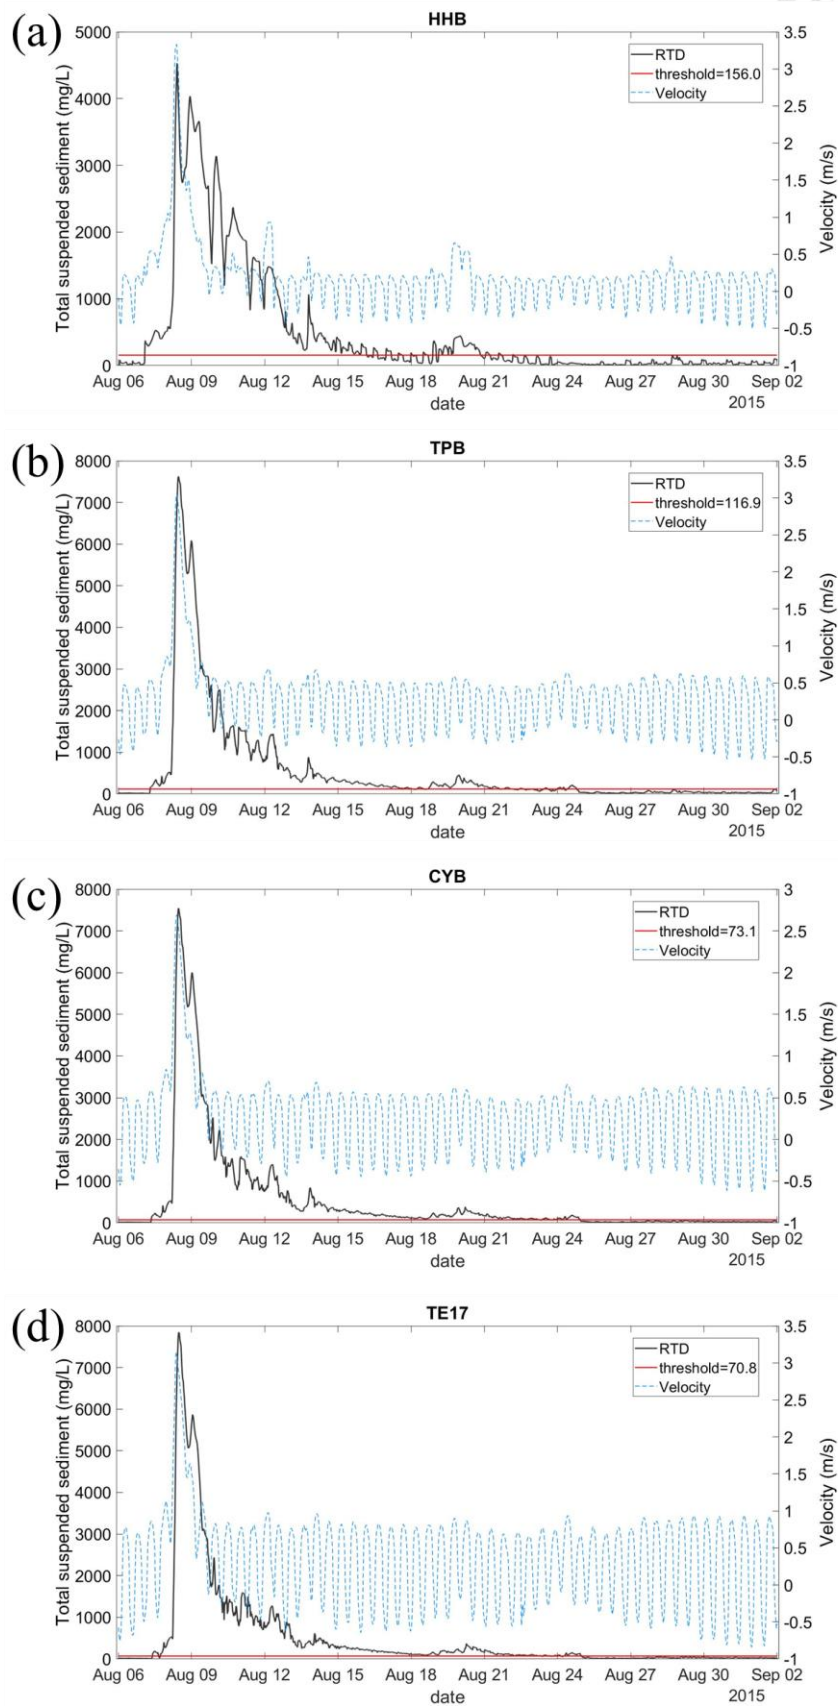 (a)
HHB
Total suspended sediment (mg/L)
5000
4000
3000
2000
1000
0
RTD
threshold=156.0
Velocity
3.5
3
2.5
2
1.5
1
0.5
0
-0.5
-1
Velocity (m/s)
Aug 06 Aug 09 Aug 12 Aug 15 Aug 18 Aug 21 Aug 24 Aug 27 Aug 30 Sep 02
date
2015
(b)
TPB
Total suspended sediment (mg/L)
8000
7000
6000
5000
4000
3000
2000
1000
0
RTD
threshold=116.9
Velocity
3.5
3
2.5
2
1.5
1
0.5
0
-0.5
-1
Velocity (m/s)
Aug 06 Aug 09 Aug 12 Aug 15 Aug 18 Aug 21 Aug 24 Aug 27 Aug 30 Sep 02
date
2015
(c)
CYB
Total suspended sediment (mg/L)
8000
7000
6000
5000
4000
3000
2000
1000
0
RTD
threshold=73.1
Velocity
3
2.5
2
1.5
1
0.5
0
-0.5
-1
Velocity (m/s)
Aug 06 Aug 09 Aug 12 Aug 15 Aug 18 Aug 21 Aug 24 Aug 27 Aug 30 Sep 02
date
2015
(d)
TE17
Total suspended sediment (mg/L)
8000
7000
6000
5000
4000
3000
2000
1000
0
RTD
threshold=70.8
Velocity
3.5
3
2.5
2
1.5
1
0.5
0
-0.5
-1
Velocity (m/s)
Aug 06 Aug 09 Aug 12 Aug 15 Aug 18 Aug 21 Aug 24 Aug 27 Aug 30 Sep 02
date
2015